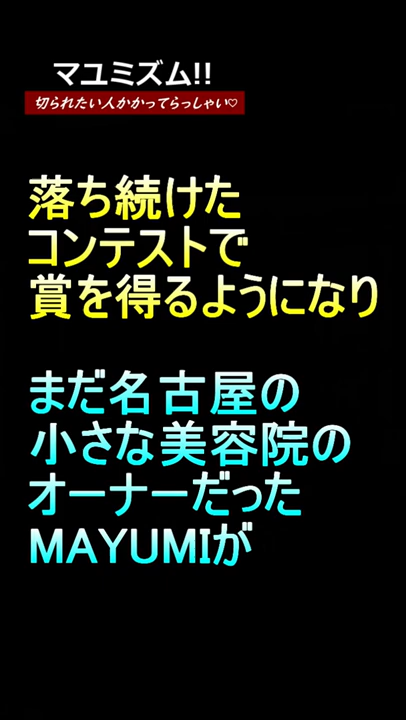 マユミズム!!
切られたい人かかってらっしゃい♡
落ち続けた
コンテストで
賞を得るようになり
まだ名古屋の
小さな美容院の
オーナーだった
MAYUMIが